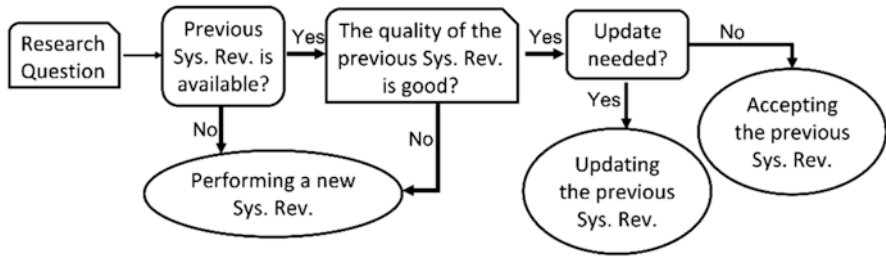 Research
Question
Previous
Sys. Rev. is
available?
Yes
The quality of the
previous Sys. Rev.
is good?
Yes
Update
needed?
No
No
No
Yes
Performing a new
Sys. Rev.
Updating
the previous
Sys. Rev.
Accepting
the previous
Sys. Rev.